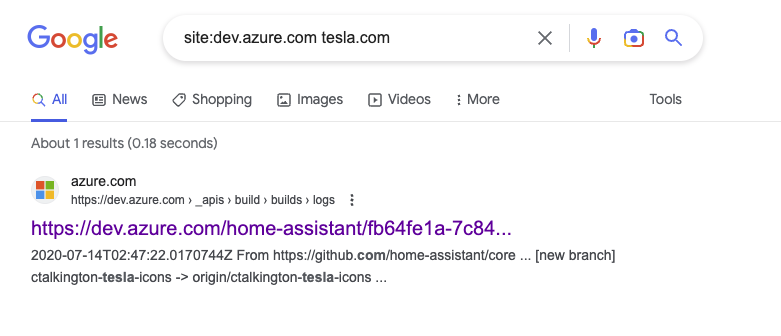 Google
site:dev.azure.com tesla.com
All News Shopping Images Videos More Tools
About 1 results (0.18 seconds)
azure.com
https://dev.azure.com › _apis › build › builds › logs
https://dev.azure.com/home-assistant/fb64fe1a-7c84...
2020-07-14T02:47:22.0170744Z From https://github.com/home-assistant/core ... [new branch]
ctalkington-tesla-icons -> origin/ctalkington-tesla-icons ...